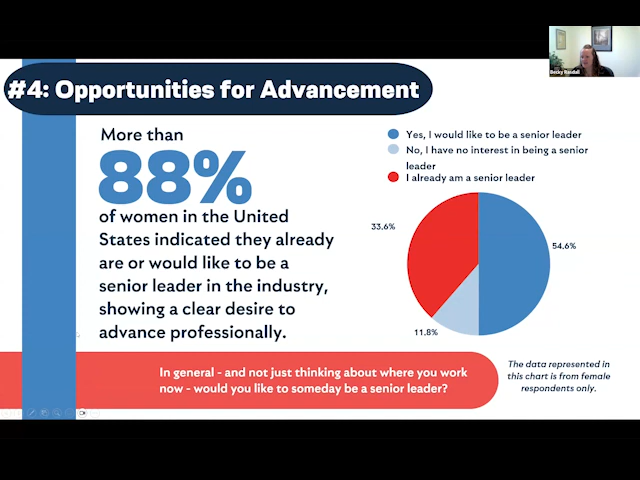 #4: Opportunities for Advancement
More than
88%
of women in the United
States indicated they already
are or would like to be a
senior leader in the industry,
showing a clear desire to
advance professionally.
Yes, I would like to be a senior leader
No, I have no interest in being a senior
leader
I already am a senior leader
33.6%
54.6%
11.8%
In general - and not just thinking about where you work
now - would you like to someday be a senior leader?
The data represented in
this chart is from female
respondents only.